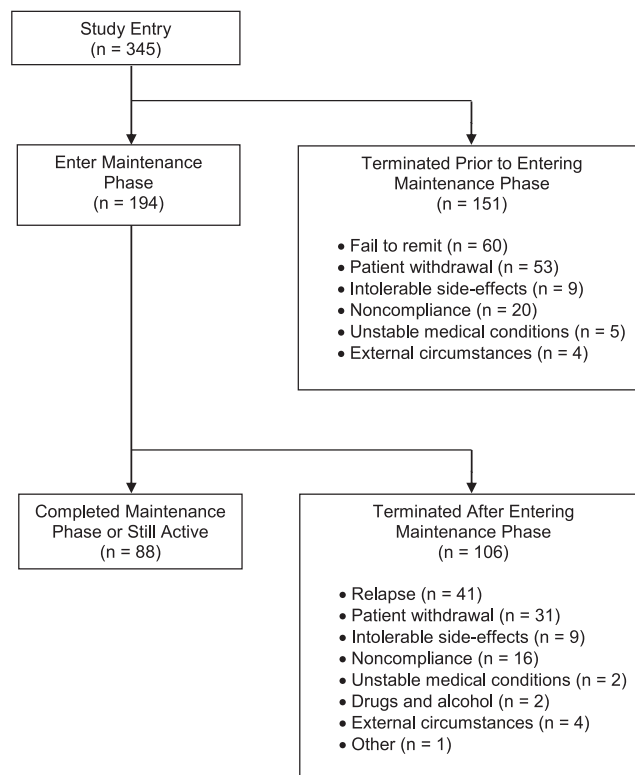 Study Entry
(n = 345)
Enter Maintenance
Phase
(n = 194)
Terminated Prior to Entering
Maintenance Phase
(n = 151)
• Fail to remit (n = 60)
• Patient withdrawal (n = 53)
• Intolerable side-effects (n = 9)
• Noncompliance (n = 20)
• Unstable medical conditions (n = 5)
• External circumstances (n = 4)
Completed Maintenance
Phase or Still Active
(n = 88)
Terminated After Entering
Maintenance Phase
(n = 106)
• Relapse (n = 41)
• Patient withdrawal (n = 31)
• Intolerable side-effects (n = 9)
• Noncompliance (n = 16)
• Unstable medical conditions (n = 2)
• Drugs and alcohol (n = 2)
• External circumstances (n = 4)
• Other (n = 1)